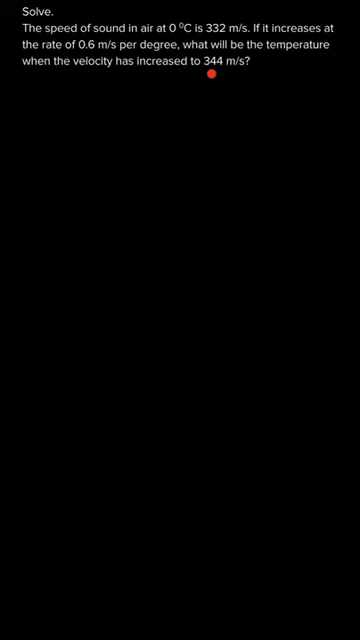 Solve.
The speed of sound in air at 0 ⁰C is 332 m/s. If it increases at
the rate of 0.6 m/s per degree, what will be the temperature
when the velocity has increased to 344 m/s?